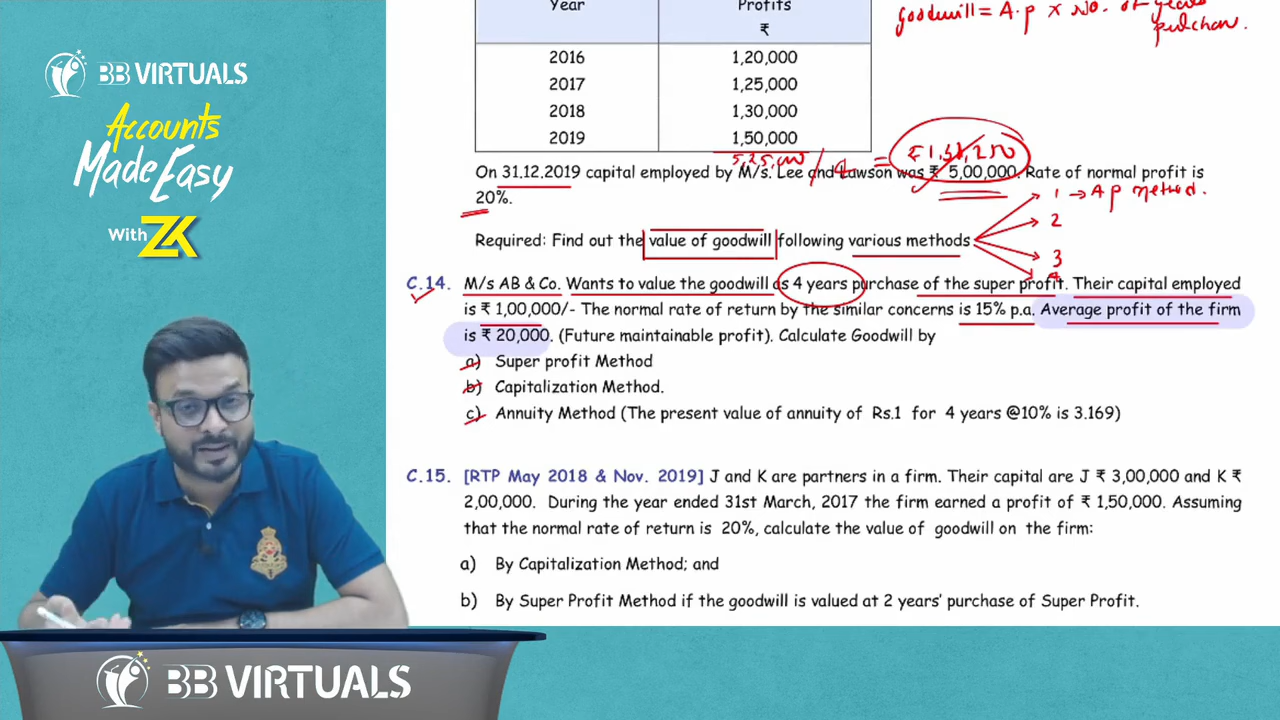 BB VIRTUALS
Accounts
Made Easy
With ZK
Year Profits
₹
2016 1,20,000
2017 1,25,000
2018 1,30,000
2019 1,50,000
goodwill = A.p x No. of years
purchase.
5,25,000 / 4 = ₹ 1,31,250
On 31.12.2019 capital employed by M/s. Lee and Lawson was ₹ 5,00,000. Rate of normal profit is
20%.
1 → A p method.
2
3
4
Required: Find out the value of goodwill following various methods
C.14. M/s AB & Co. Wants to value the goodwill as 4 years purchase of the super profit. Their capital employed
is ₹ 1,00,000/- The normal rate of return by the similar concerns is 15% p.a. Average profit of the firm
is ₹ 20,000. (Future maintainable profit). Calculate Goodwill by
a) Super profit Method
b) Capitalization Method.
c) Annuity Method (The present value of annuity of Rs.1 for 4 years @10% is 3.169)
C.15. [RTP May 2018 & Nov. 2019] J and K are partners in a firm. Their capital are J ₹ 3,00,000 and K ₹
2,00,000. During the year ended 31st March, 2017 the firm earned a profit of ₹ 1,50,000. Assuming
that the normal rate of return is 20%, calculate the value of goodwill on the firm:
a) By Capitalization Method; and
b) By Super Profit Method if the goodwill is valued at 2 years' purchase of Super Profit.
BB VIRTUALS